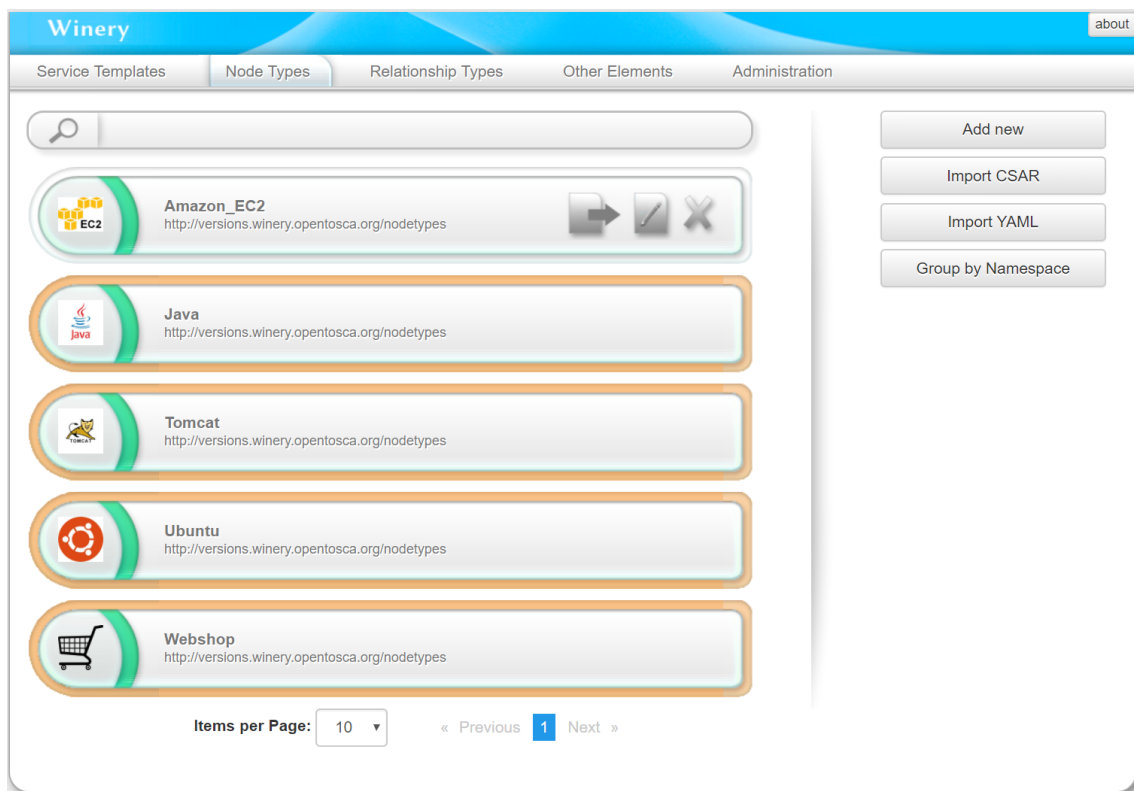 Winery
about
Service Templates
Node Types
Relationship Types
Other Elements
Administration
Add new
Import CSAR
Import YAML
Group by Namespace
EC2
Amazon_EC2
http://versions.winery.opentosca.org/nodetypes
Java
Java
http://versions.winery.opentosca.org/nodetypes
TOMCAT
Tomcat
http://versions.winery.opentosca.org/nodetypes
Ubuntu
http://versions.winery.opentosca.org/nodetypes
Webshop
http://versions.winery.opentosca.org/nodetypes
Items per Page: 10 « Previous 1 Next »